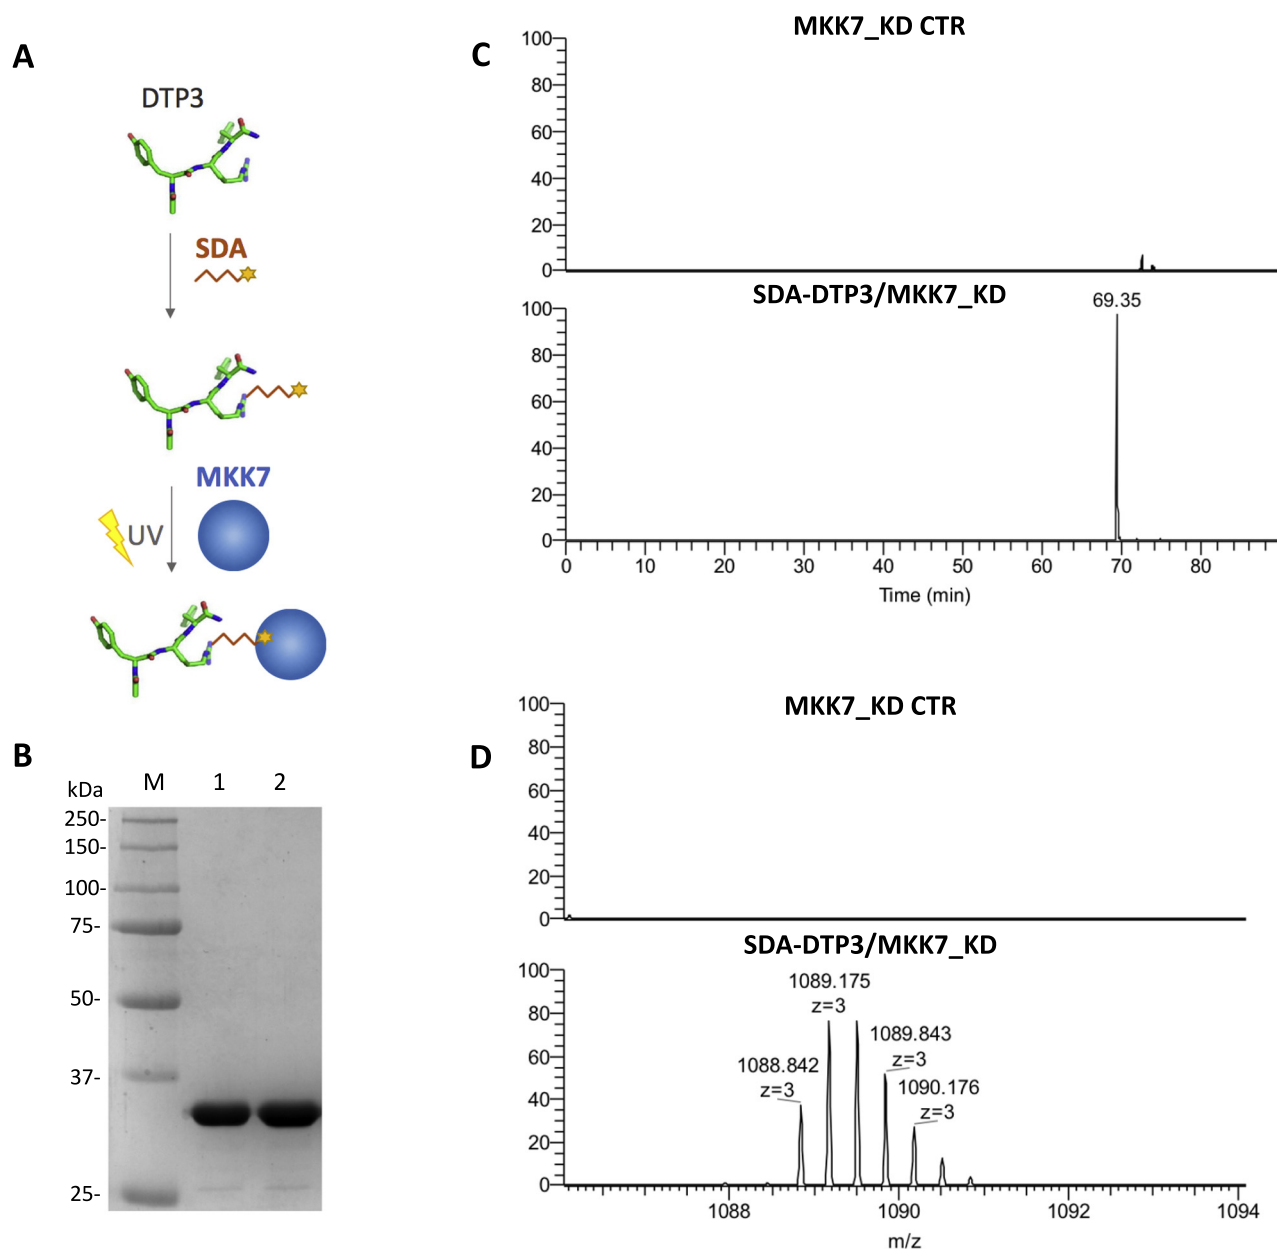 A
DTP3
SDA
MKK7
UV
B
kDa
M 1 2
250-
150-
100-
75-
50-
37-
25-
C
MKK7_KD CTR
100
80
60
40
20
0
SDA-DTP3/MKK7_KD
69.35
100
80
60
40
20
0
0 10 20 30 40 50 60 70 80
Time (min)
D
MKK7_KD CTR
100
80
60
40
20
0
SDA-DTP3/MKK7_KD
100
80
60
40
20
0
1089.175
z=3
1088.842
z=3
1089.843
z=3
1090.176
z=3
1088 1090 1092 1094
m/z